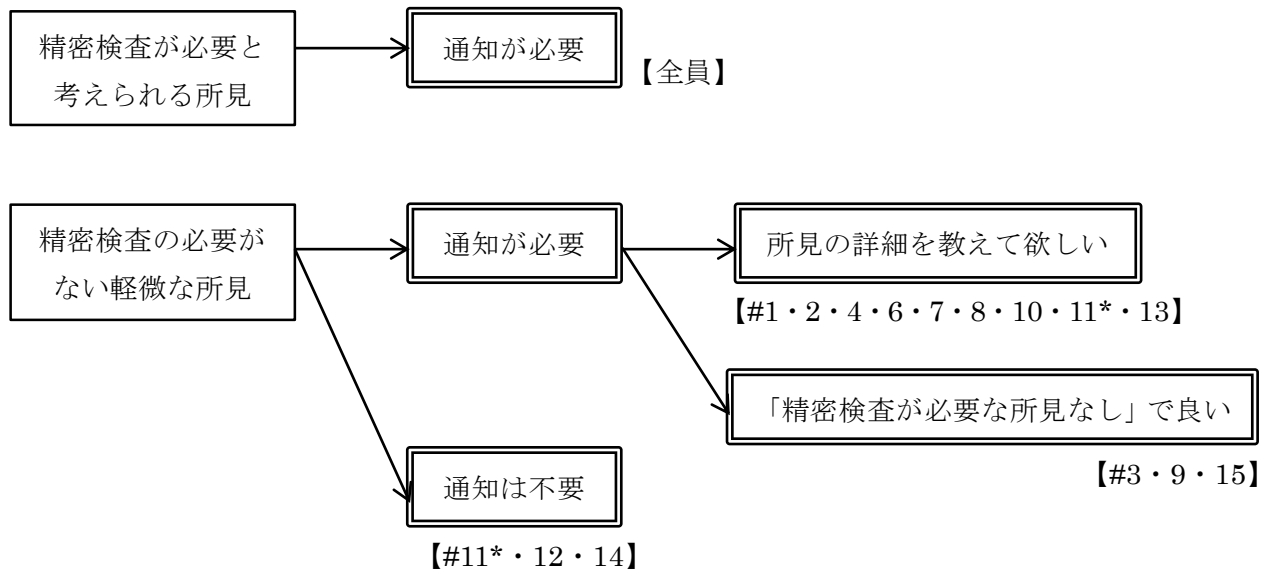 精密検査が必要と
考えられる所見
通知が必要
【全員】
精密検査の必要が
ない軽微な所見
通知が必要
所見の詳細を教えて欲しい
【#1・2・4・6・7・8・10・11*・13】
「精密検査が必要な所見なし」で良い
【#3・9・15】
通知は不要
【#11*・12・14】